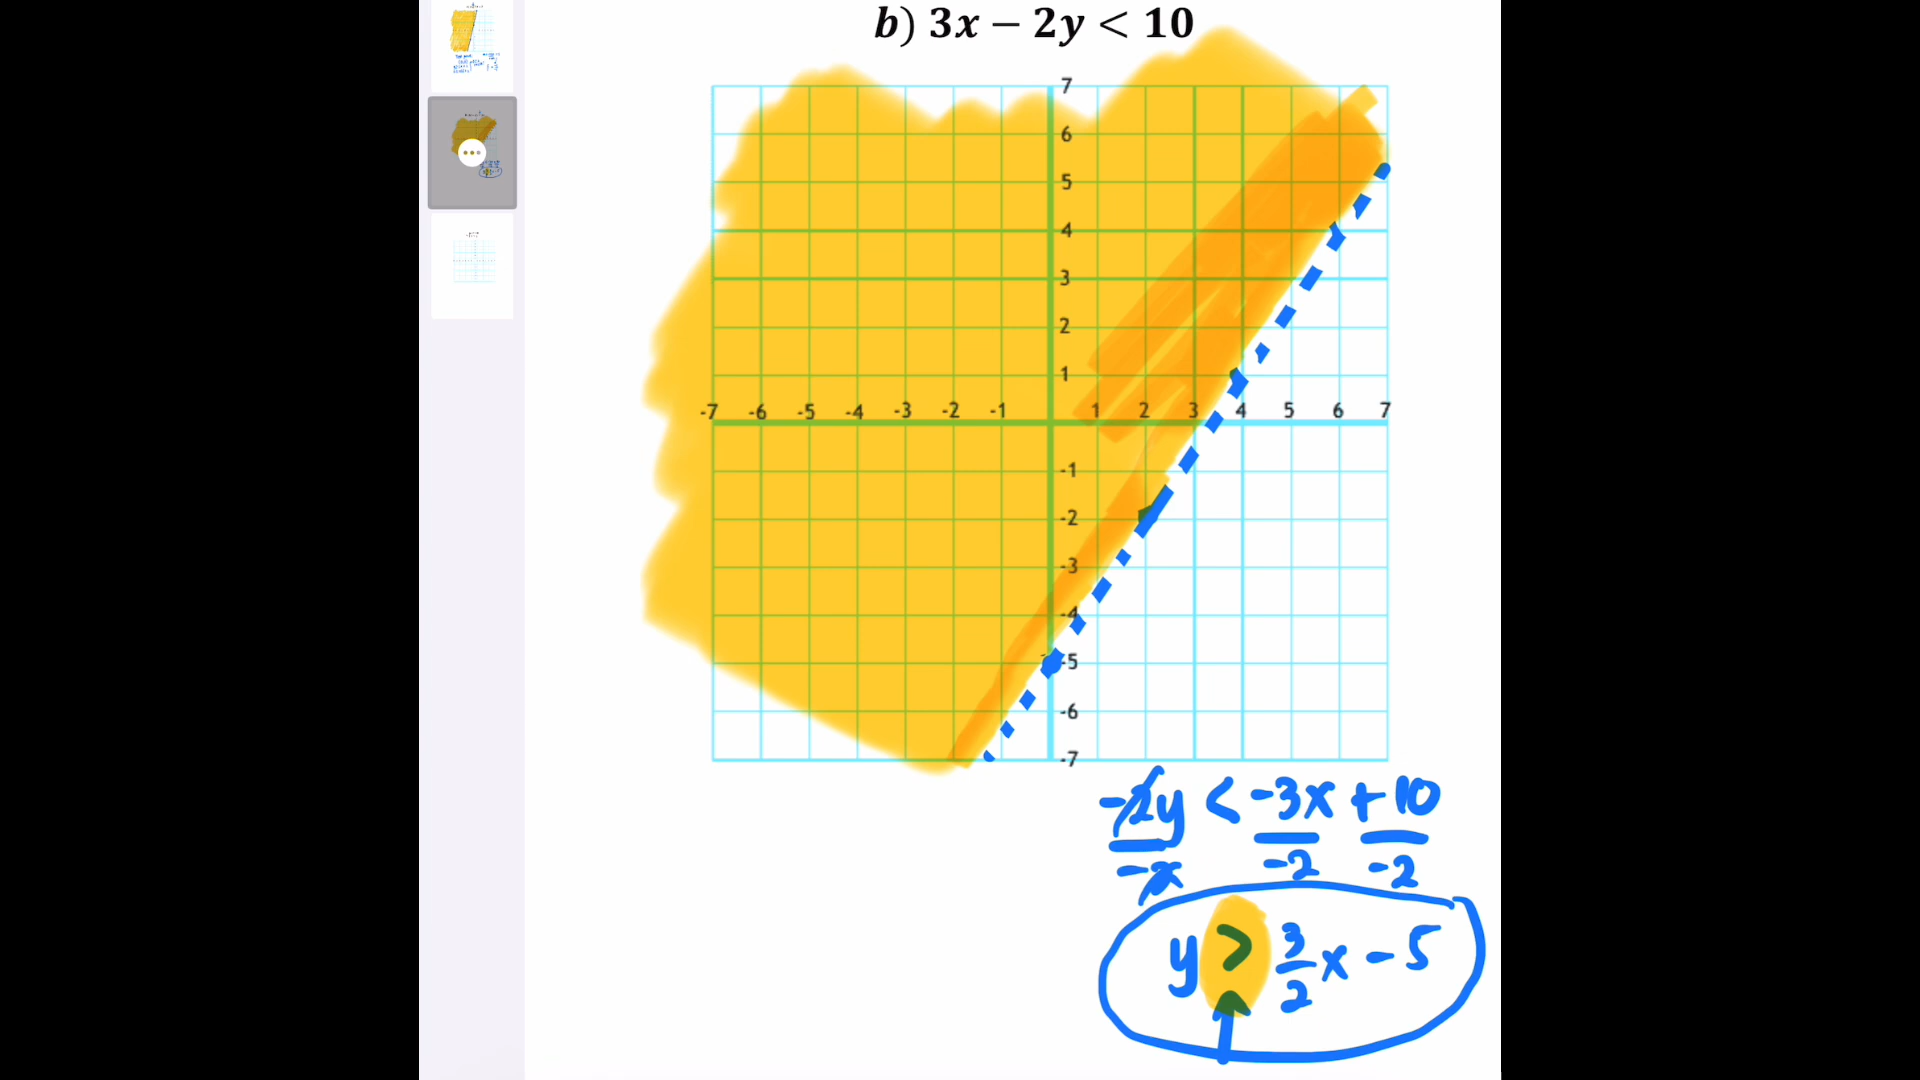 b) 3x − 2y < 10
7
6
5
4
3
2
1
-7 -6 -5 -4 -3 -2 -1 1 2 3 4 5 6 7
-1
-2
-3
-4
-5
-6
-7
-2y < -3x + 10
-2 -2 -2
y > 3/2 x - 5